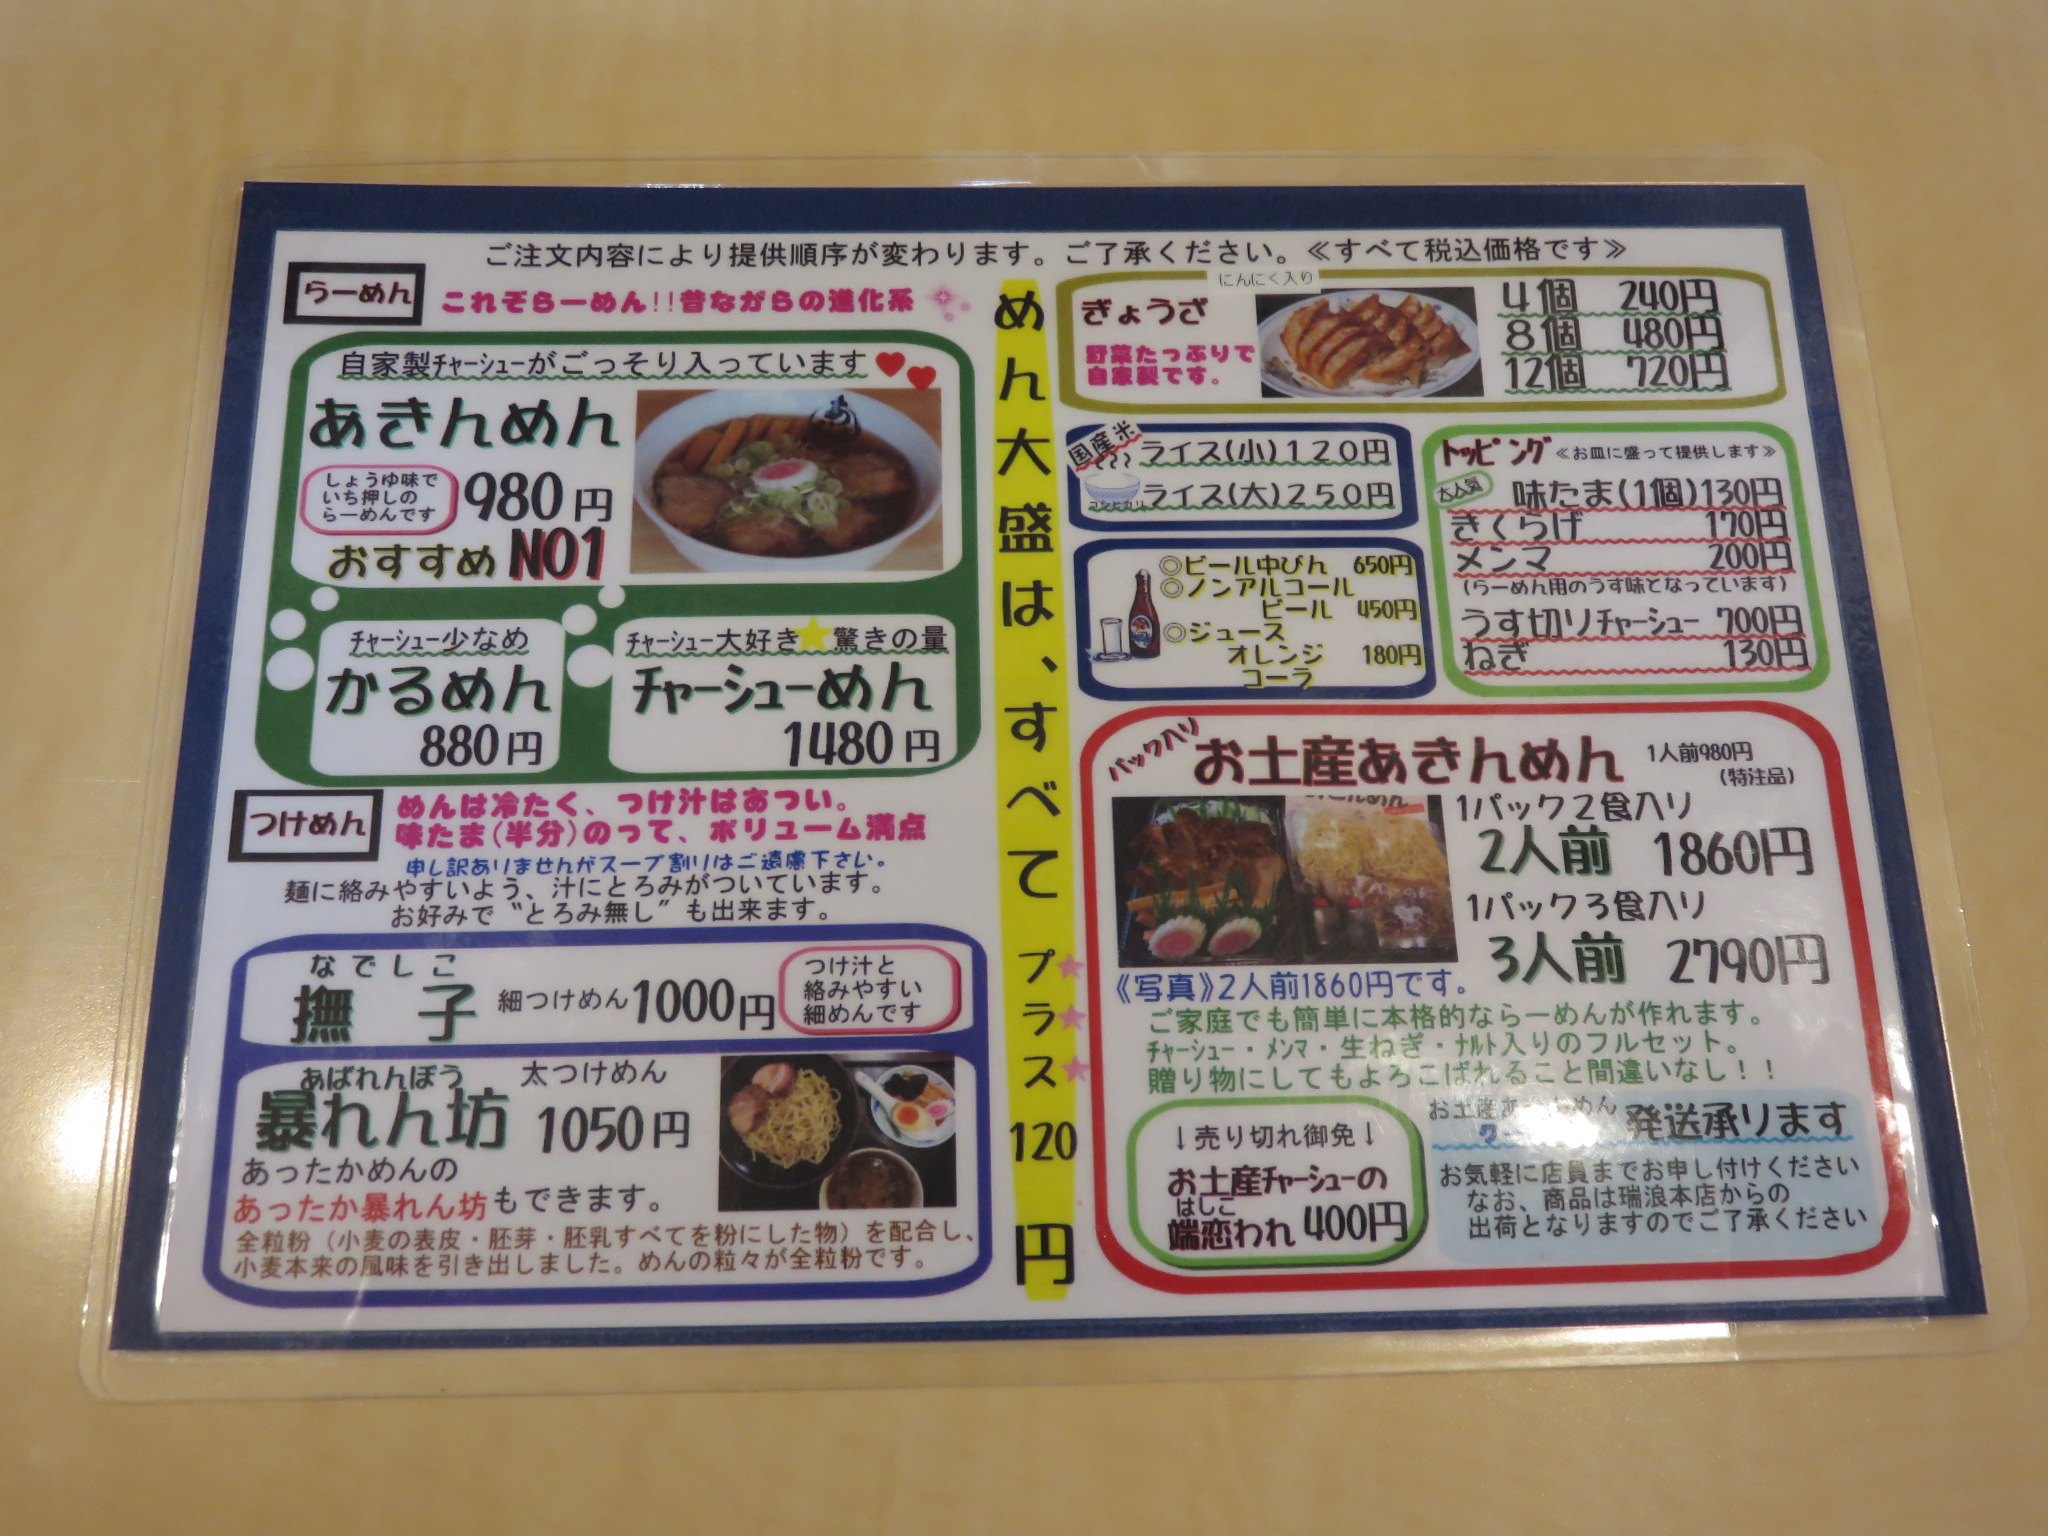 ご注文内容により提供順序が変わります。ご了承ください。≪すべて税込価格です≫
らーめん
これぞらーめん!!昔ながらの進化系
自家製チャーシューがごっそり入っています
あきんめん
しょうゆ味で
いち押しの
らーめんです
980円
おすすめNO1
チャーシュー少なめ
かるめん
880円
チャーシュー大好き★驚きの量
チャーシューめん
1480円
つけめん
めんは冷たく、つけ汁はあつい。
味たま(半分)のって、ボリューム満点
申し訳ありませんがスープ割りはご遠慮下さい。
麺に絡みやすいよう、汁にとろみがついています。
お好みで〝とろみ無し〟も出来ます。
なでしこ
撫子 細つけめん1000円
つけ汁と
絡みやすい
細めんです
あばれんぼう
暴れん坊
太つけめん
1050円
あったかめんの
あったか暴れん坊もできます。
全粒粉（小麦の表皮・胚芽・胚乳すべてを粉にした物）を配合し、
小麦本来の風味を引き出しました。めんの粒々が全粒粉です。
めん大盛は、すべて プラス120円
にんにく入り
ぎょうざ
野菜たっぷりで
自家製です。
4個 240円
8個 480円
12個 720円
国産米
ライス(小)120円
コシヒカリ
ライス(大)250円
◎ビール中びん 650円
◎ノンアルコール
ビール 450円
◎ジュース
オレンジ 180円
コーラ
トッピング ≪お皿に盛って提供します≫
大人気
味たま(1個)130円
きくらげ 170円
メンマ 200円
(らーめん用のうす味となっています)
うす切りチャーシュー 700円
ねぎ 130円
パック入り
お土産あきんめん 1人前980円
(特注品)
1パック2食入り
2人前 1860円
1パック3食入り
3人前 2790円
《写真》2人前1860円です。
ご家庭でも簡単に本格的ならーめんが作れます。
チャーシュー・メンマ・生ねぎ・ナルト入りのフルセット。
贈り物にしてもよろこばれること間違いなし！！
↓売り切れ御免↓
お土産チャーシューの
はしこ
端恋われ 400円
発送承ります
お気軽に店員までお申し付けください
なお、商品は瑞浪本店からの
出荷となりますのでご了承ください